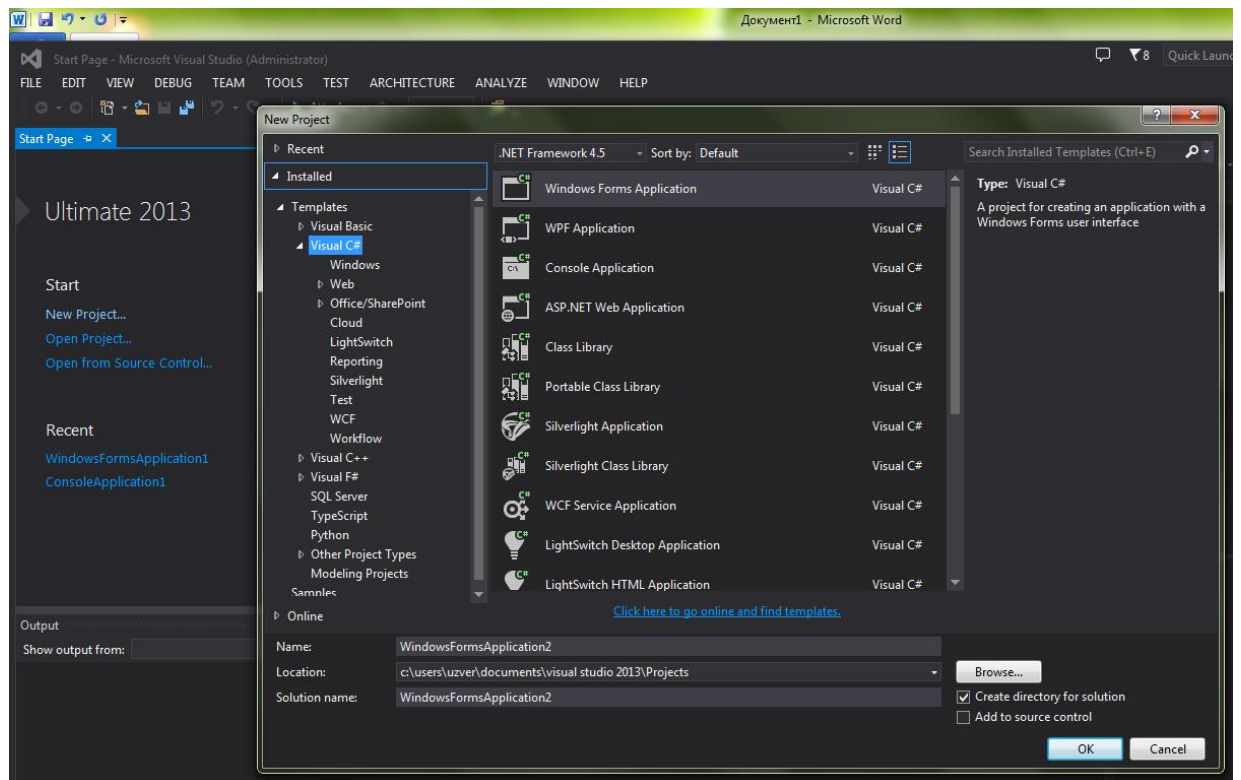 Документ1 - Microsoft Word
Start Page - Microsoft Visual Studio (Administrator)
8 Quick Launc
FILE EDIT VIEW DEBUG TEAM TOOLS TEST ARCHITECTURE ANALYZE WINDOW HELP
Start Page
Ultimate 2013
Start
New Project...
Open Project...
Open from Source Control...
Recent
WindowsFormsApplication1
ConsoleApplication1
Output
Show output from:
New Project
Recent
Installed
Templates
Visual Basic
Visual C#
Windows
Web
Office/SharePoint
Cloud
LightSwitch
Reporting
Silverlight
Test
WCF
Workflow
Visual C++
Visual F#
SQL Server
TypeScript
Python
Other Project Types
Modeling Projects
Samples
Online
.NET Framework 4.5 Sort by: Default
Search Installed Templates (Ctrl+E)
Windows Forms Application Visual C#
WPF Application Visual C#
Console Application Visual C#
ASP.NET Web Application Visual C#
Class Library Visual C#
Portable Class Library Visual C#
Silverlight Application Visual C#
Silverlight Class Library Visual C#
WCF Service Application Visual C#
LightSwitch Desktop Application Visual C#
LightSwitch HTML Application Visual C#
Click here to go online and find templates.
Type: Visual C#
A project for creating an application with a
Windows Forms user interface
Name: WindowsFormsApplication2
Location: c:\users\uzver\documents\visual studio 2013\Projects
Browse...
Solution name: WindowsFormsApplication2
Create directory for solution
Add to source control
OK Cancel